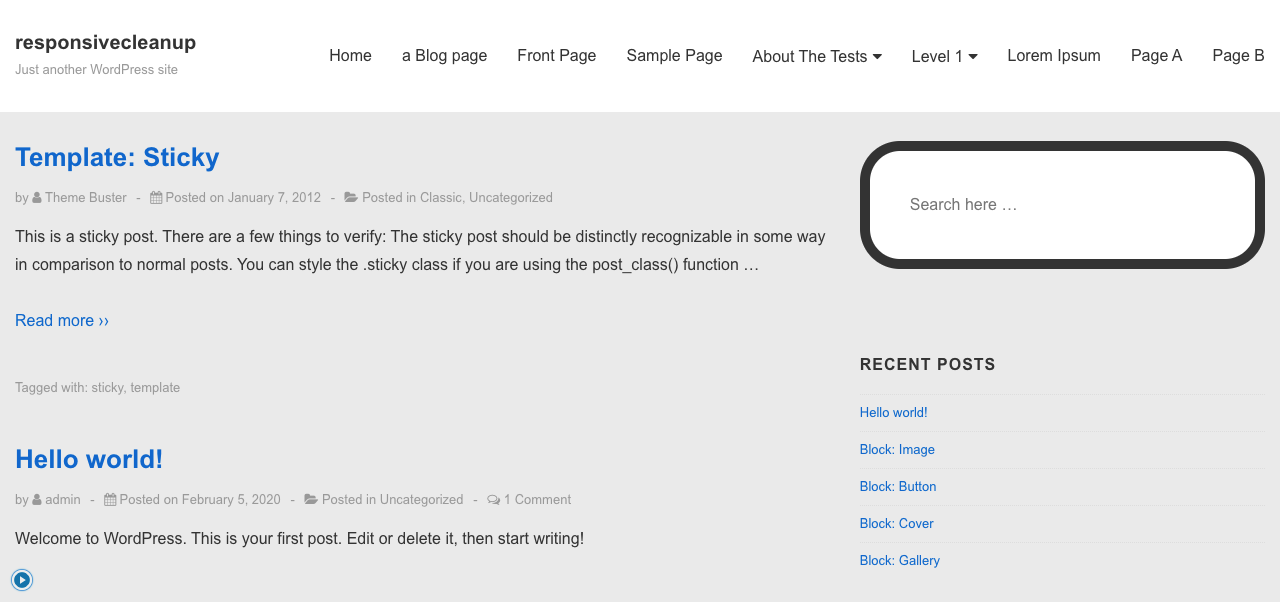 responsivecleanup
Just another WordPress site
Home a Blog page Front Page Sample Page About The Tests Level 1 Lorem Ipsum Page A Page B
Template: Sticky
by Theme Buster - Posted on January 7, 2012 - Posted in Classic, Uncategorized
This is a sticky post. There are a few things to verify: The sticky post should be distinctly recognizable in some way
in comparison to normal posts. You can style the .sticky class if you are using the post_class() function …
Read more ››
Tagged with: sticky, template
Hello world!
by admin - Posted on February 5, 2020 - Posted in Uncategorized - 1 Comment
Welcome to WordPress. This is your first post. Edit or delete it, then start writing!
Search here …
RECENT POSTS
Hello world!
Block: Image
Block: Button
Block: Cover
Block: Gallery